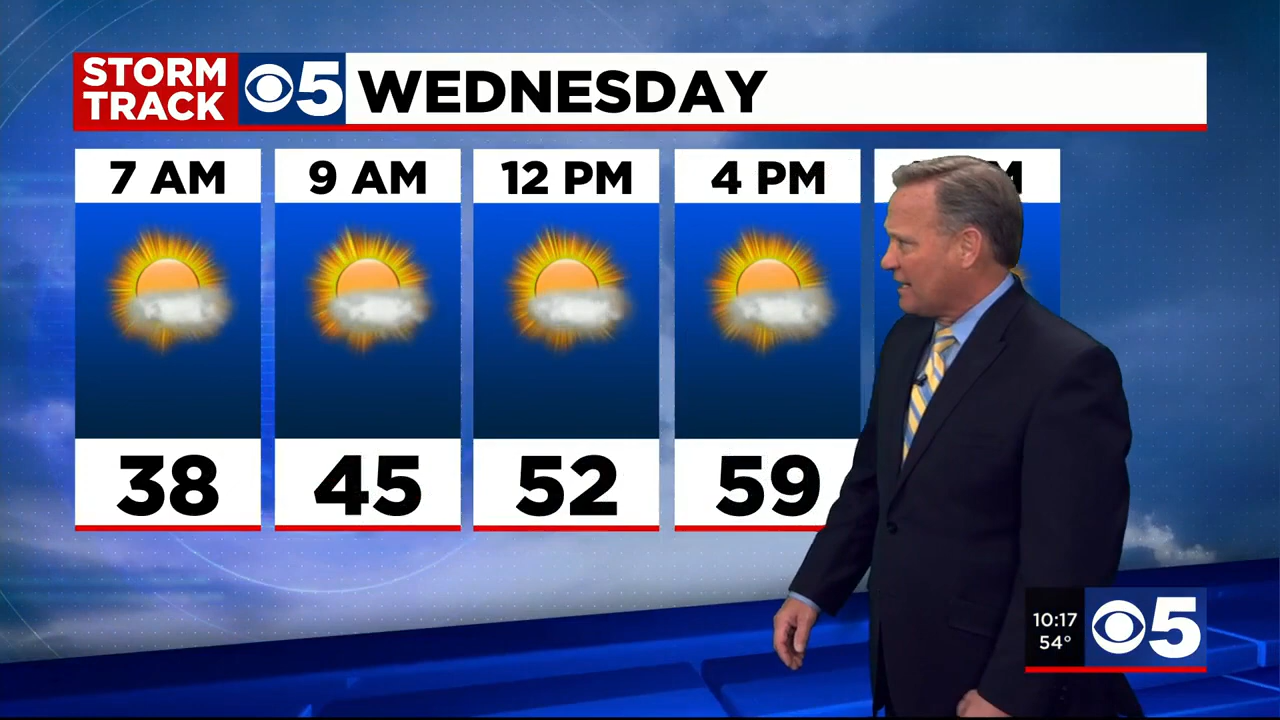 STORM
TRACK
5 WEDNESDAY
7 AM 9 AM 12 PM 4 PM
38 45 52 59
10:17
54°
5